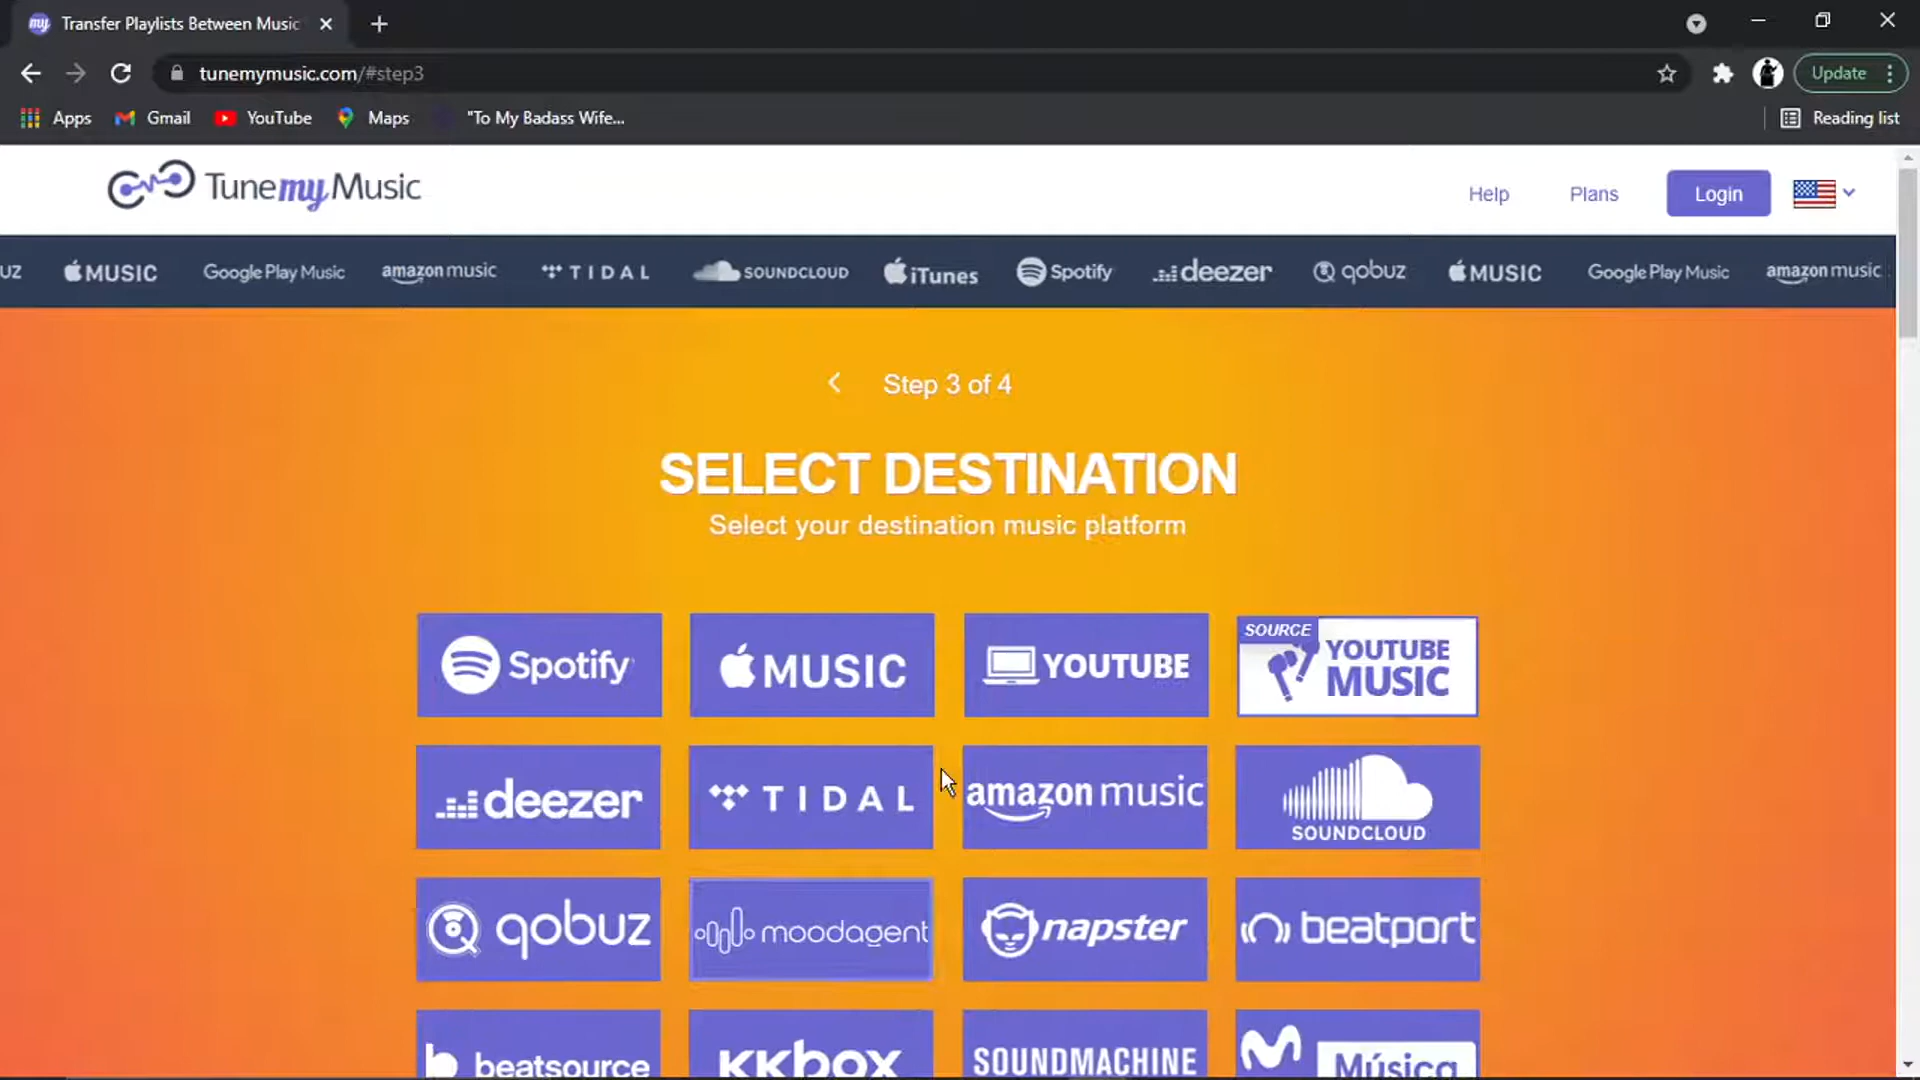 my Transfer Playlists Between Music
tunemymusic.com/#step3
Update
Apps
Gmail
YouTube
Maps
"To My Badass Wife...
Reading list
TunemyMusic
Help
Plans
Login
UZ
MUSIC
Google Play Music
amazon music
TIDAL
SOUNDCLOUD
iTunes
Spotify
deezer
qobuz
MUSIC
Google Play Music
amazon music
Step 3 of 4
SELECT DESTINATION
Select your destination music platform
Spotify
MUSIC
YOUTUBE
SOURCE
YOUTUBE
MUSIC
deezer
TIDAL
amazon music
SOUNDCLOUD
qobuz
moodagent
napster
beatport
beatsource
KKBOX
SOUNDMACHINE
Música